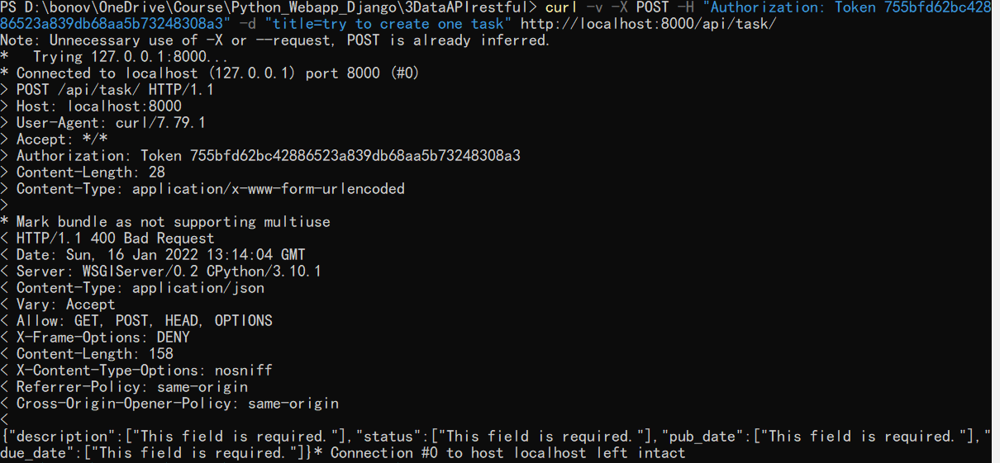 PS D:\bonov\OneDrive\Course\Python_Webapp_Django\3DataAPIrestful> curl -v -X POST -H "Authorization: Token 755bfd62bc428
86523a839db68aa5b73248308a3" -d "title=try to create one task" http://localhost:8000/api/task/
Note: Unnecessary use of -X or --request, POST is already inferred.
*   Trying 127.0.0.1:8000...
* Connected to localhost (127.0.0.1) port 8000 (#0)
> POST /api/task/ HTTP/1.1
> Host: localhost:8000
> User-Agent: curl/7.79.1
> Accept: */*
> Authorization: Token 755bfd62bc42886523a839db68aa5b73248308a3
> Content-Length: 28
> Content-Type: application/x-www-form-urlencoded
>
* Mark bundle as not supporting multiuse
< HTTP/1.1 400 Bad Request
< Date: Sun, 16 Jan 2022 13:14:04 GMT
< Server: WSGIServer/0.2 CPython/3.10.1
< Content-Type: application/json
< Vary: Accept
< Allow: GET, POST, HEAD, OPTIONS
< X-Frame-Options: DENY
< Content-Length: 158
< X-Content-Type-Options: nosniff
< Referrer-Policy: same-origin
< Cross-Origin-Opener-Policy: same-origin
<
{"description":["This field is required."],"status":["This field is required."],"pub_date":["This field is required."],"
due_date":["This field is required."]}* Connection #0 to host localhost left intact